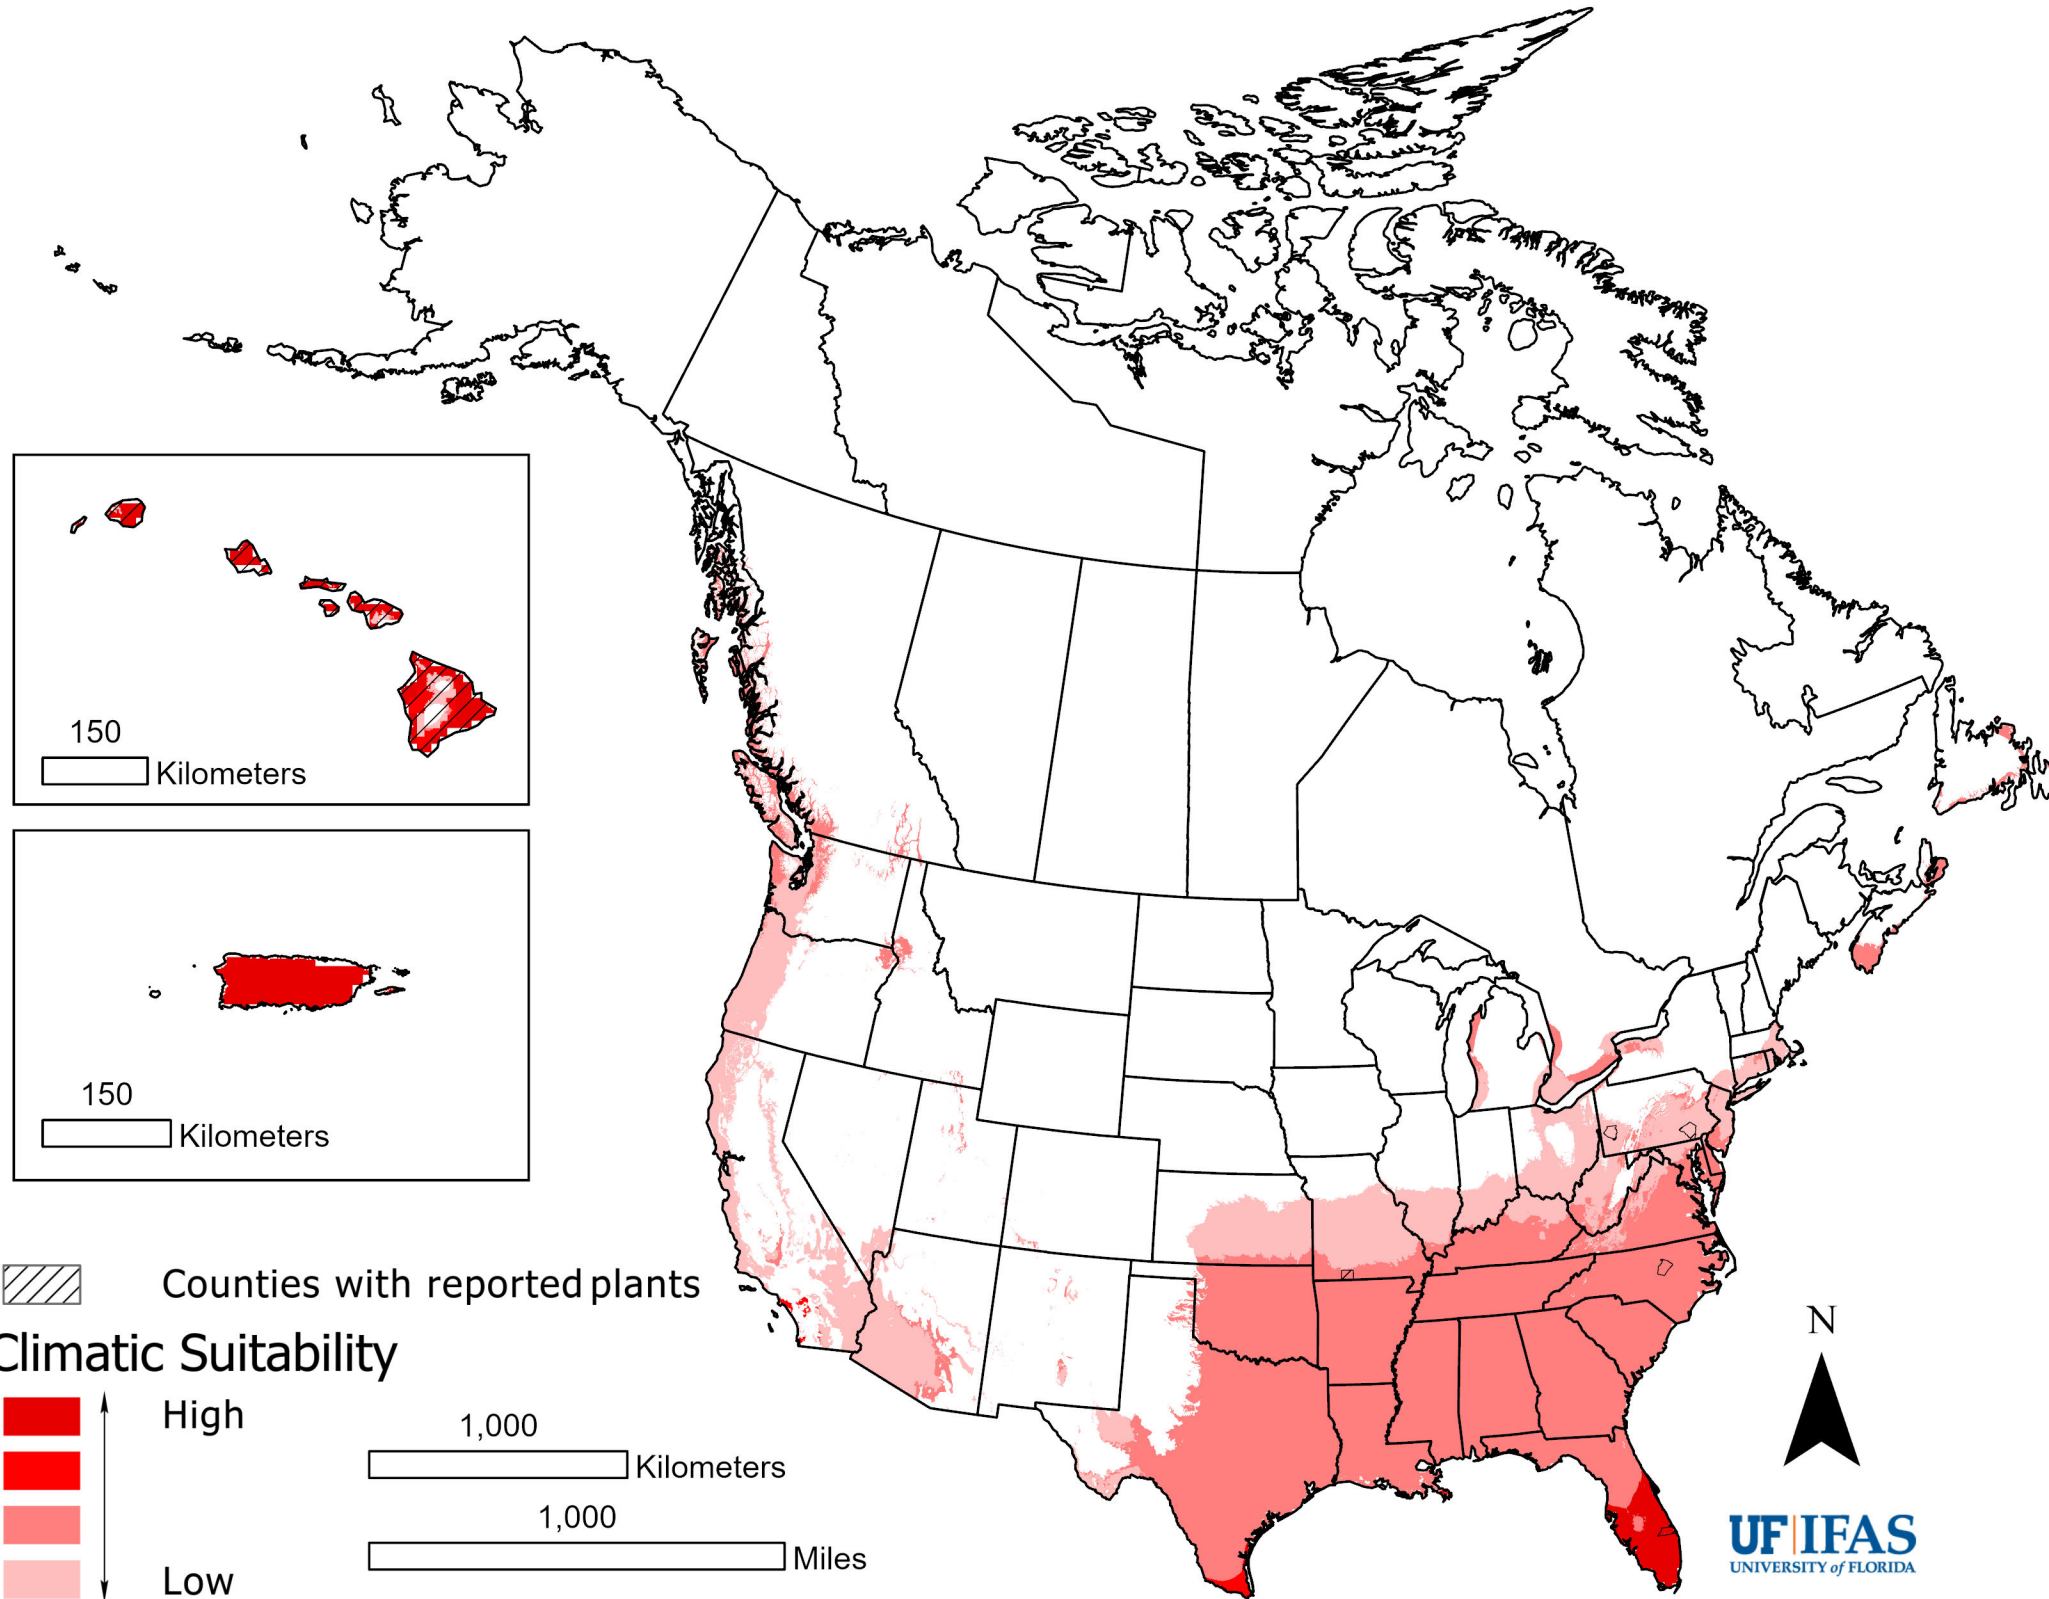 150
Kilometers
150
Kilometers
Counties with reported plants
Climatic Suitability
High
Low
1,000
Kilometers
1,000
Miles
N
UF|IFAS
UNIVERSITY of FLORIDA